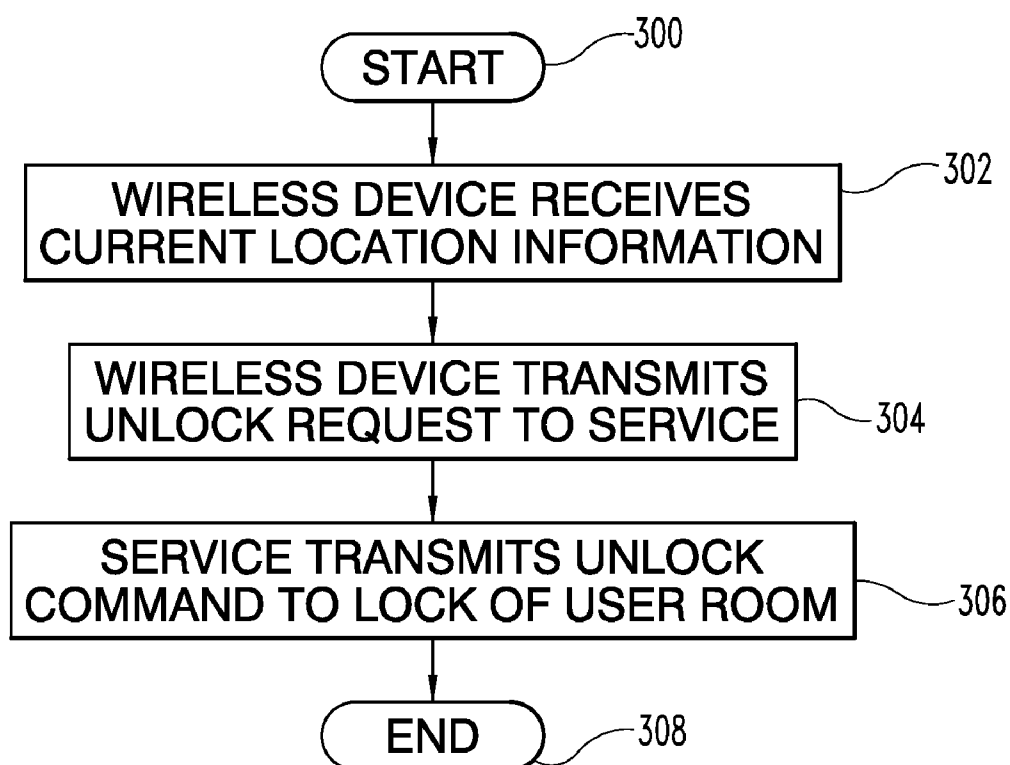 START
300
WIRELESS DEVICE RECEIVES
CURRENT LOCATION INFORMATION
302
WIRELESS DEVICE TRANSMITS
UNLOCK REQUEST TO SERVICE
304
SERVICE TRANSMITS UNLOCK
COMMAND TO LOCK OF USER ROOM
306
END
308